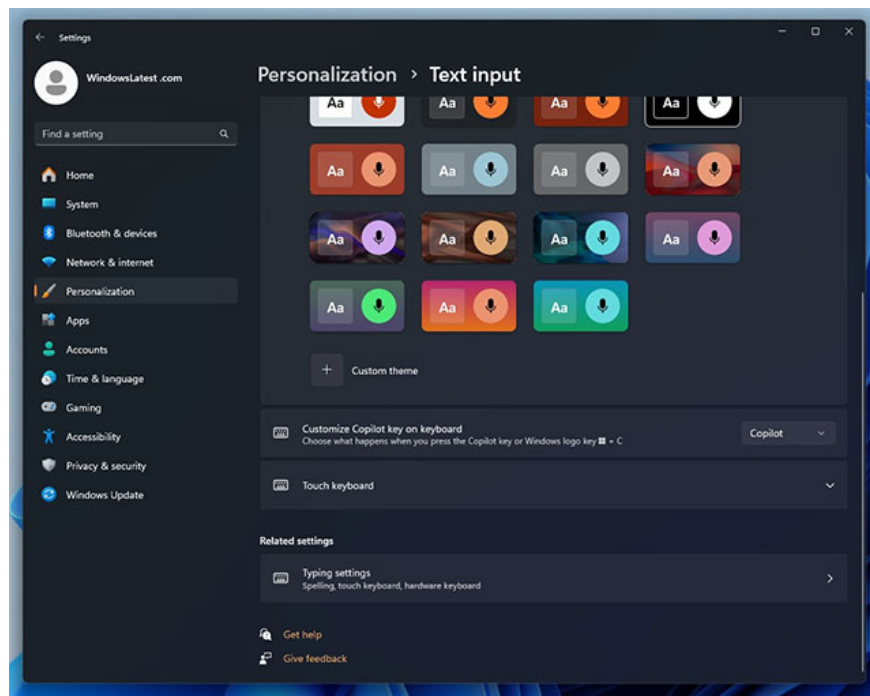 Settings
WindowsLatest .com
Find a setting
Home
System
Bluetooth & devices
Network & internet
Personalization
Apps
Accounts
Time & language
Gaming
Accessibility
Privacy & security
Windows Update
Personalization > Text input
Aa Aa Aa Aa
Aa Aa Aa Aa
Aa Aa Aa Aa
Aa Aa Aa
+ Custom theme
Customize Copilot key on keyboard
Choose what happens when you press the Copilot key or Windows logo key + C
Copilot
Touch keyboard
Related settings
Typing settings
Spelling, touch keyboard, hardware keyboard
Get help
Give feedback